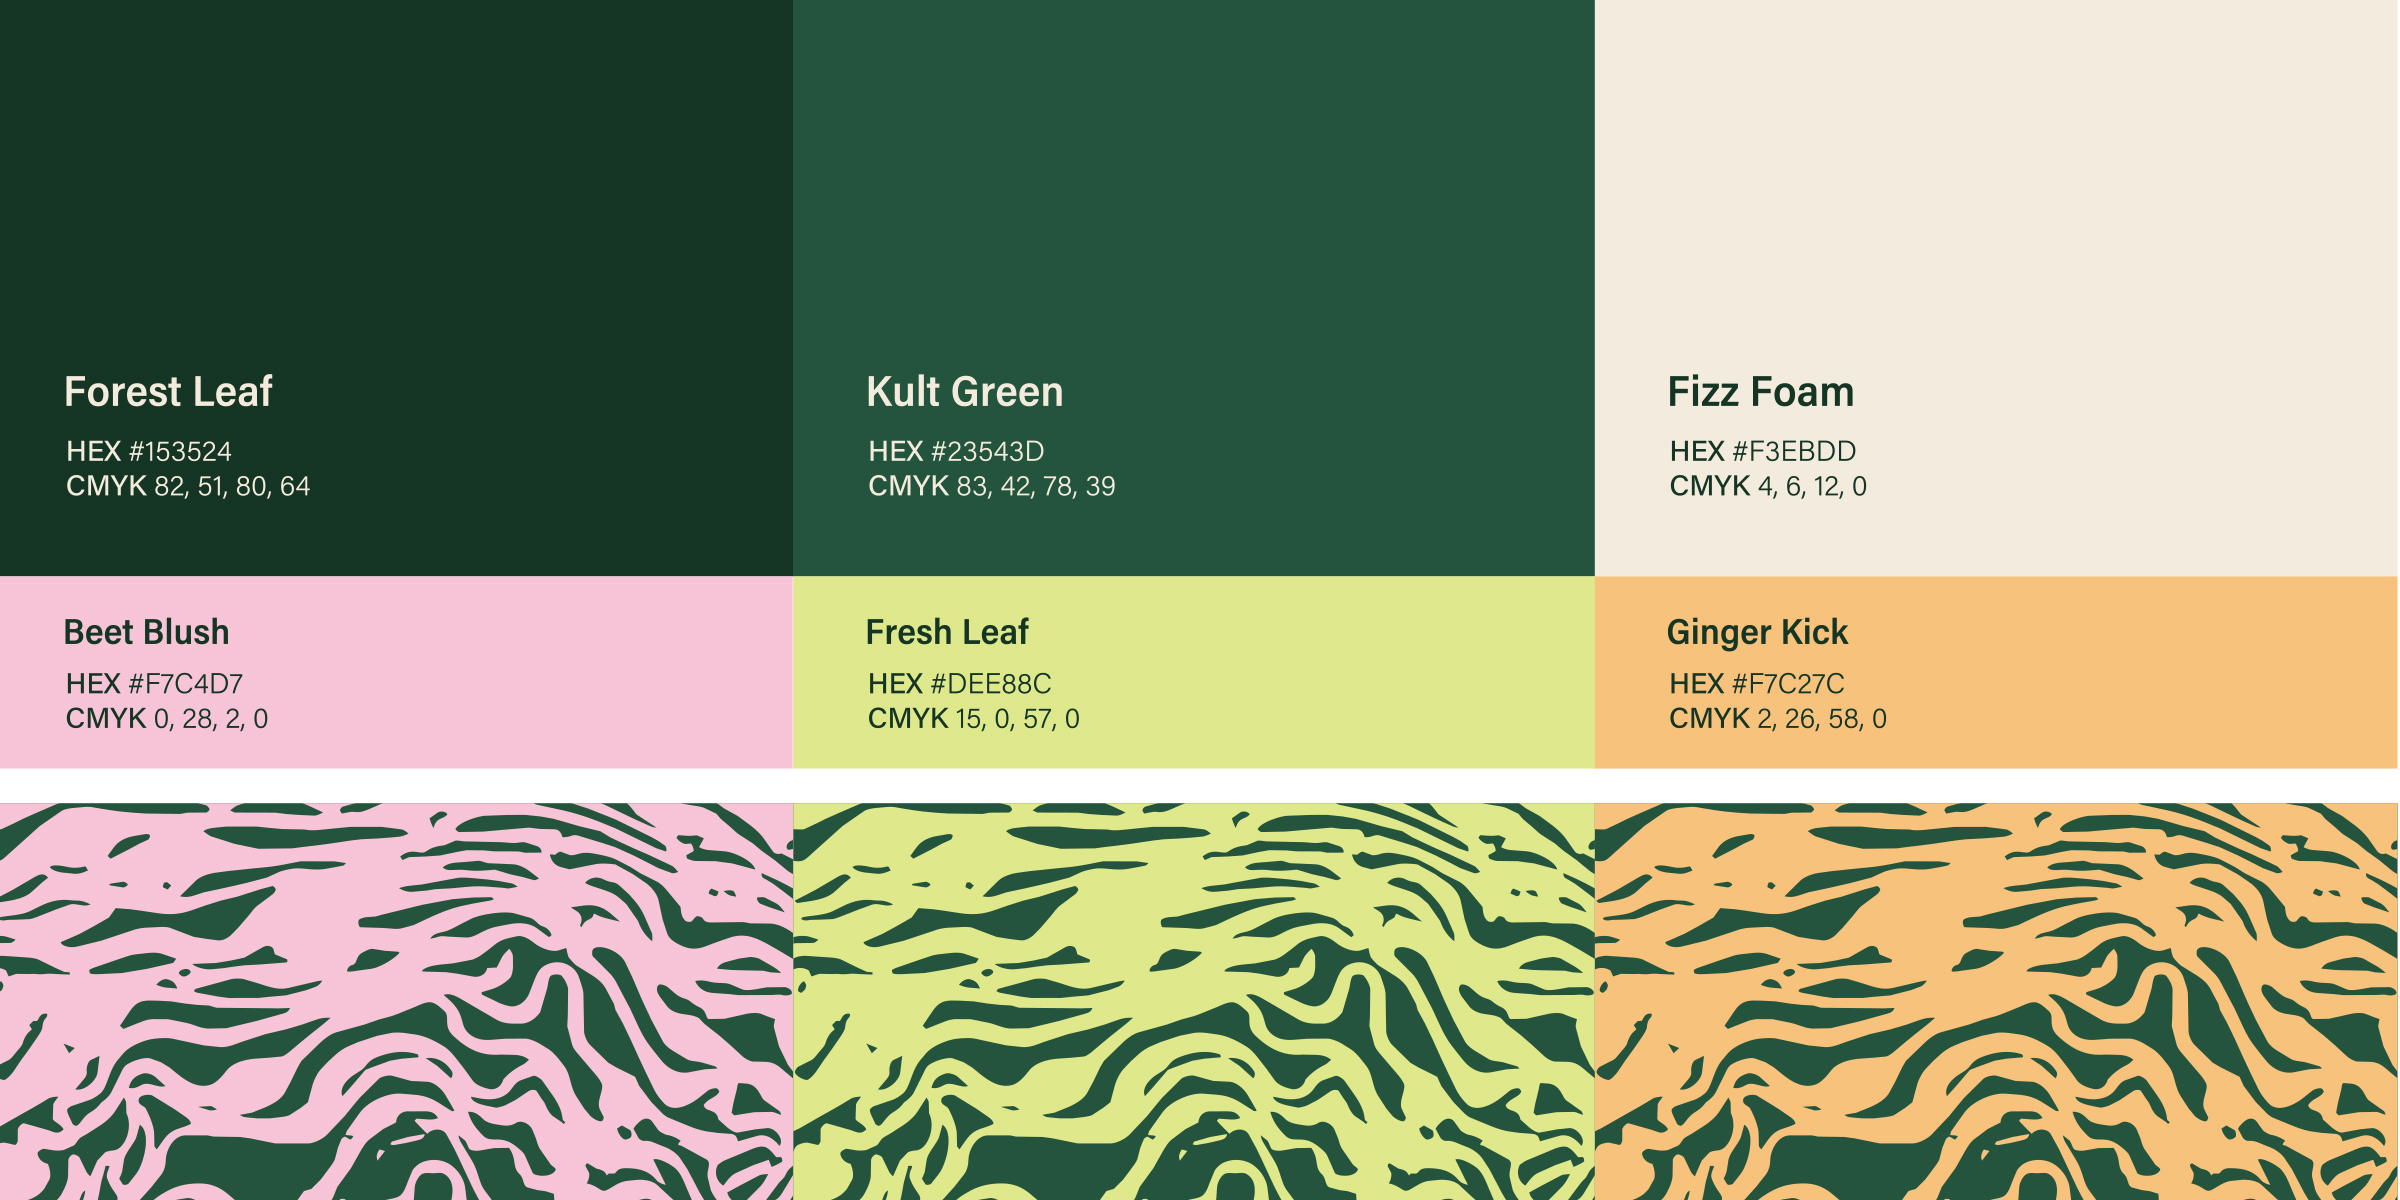 Forest Leaf
HEX #153524
CMYK 82, 51, 80, 64
Kult Green
HEX #23543D
CMYK 83, 42, 78, 39
Fizz Foam
HEX #F3EBDD
CMYK 4, 6, 12, 0
Beet Blush
HEX #F7C4D7
CMYK 0, 28, 2, 0
Fresh Leaf
HEX #DEE88C
CMYK 15, 0, 57, 0
Ginger Kick
HEX #F7C27C
CMYK 2, 26, 58, 0